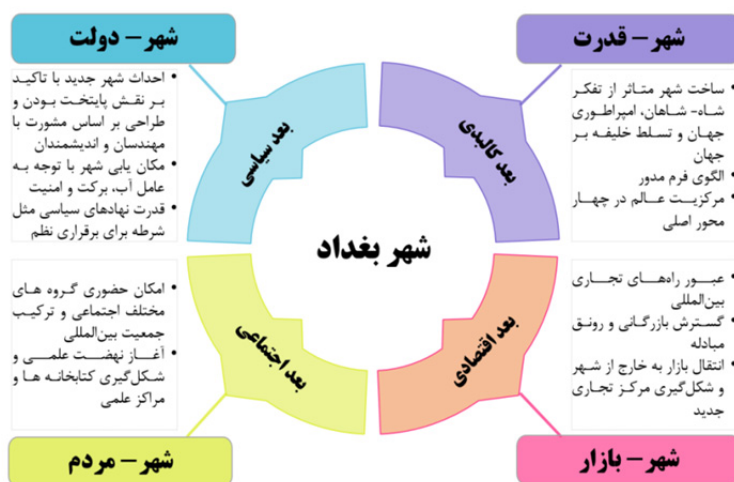 شهر – قدرت
ساخت شهر متاثر از تفکر
شاه- شاهان، امپراطوری
جهان و تسلط خلیفه بر
جهان
الگوی فرم مدور
مرکزیت عالم در چهار
محور اصلی
بعد کالبدی
شهر – دولت
احداث شهر جدید با تاکید
بر نقش پایتخت بودن و
طراحی بر اساس مشورت با
مهندسان و اندیشمندان
مکان یابی شهر با توجه به
عامل آب، برکت و امنیت
قدرت نهادهای سیاسی مثل
شرطه برای برقراری نظم
بعد سیاسی
شهر بغداد
بعد اقتصادی
عبور راه‌های تجاری
بین‌المللی
گسترش بازرگانی و رونق
مبادله
انتقال بازار به خارج از شهر
و شکل‌گیری مرکز تجاری
جدید
شهر – بازار
بعد اجتماعی
امکان حضوری گروه های
مختلف اجتماعی و ترکیب
جمعیت بین‌المللی
آغاز نهضت علمی و
شکل‌گیری کتابخانه ها و
مراکز علمی
شهر – مردم